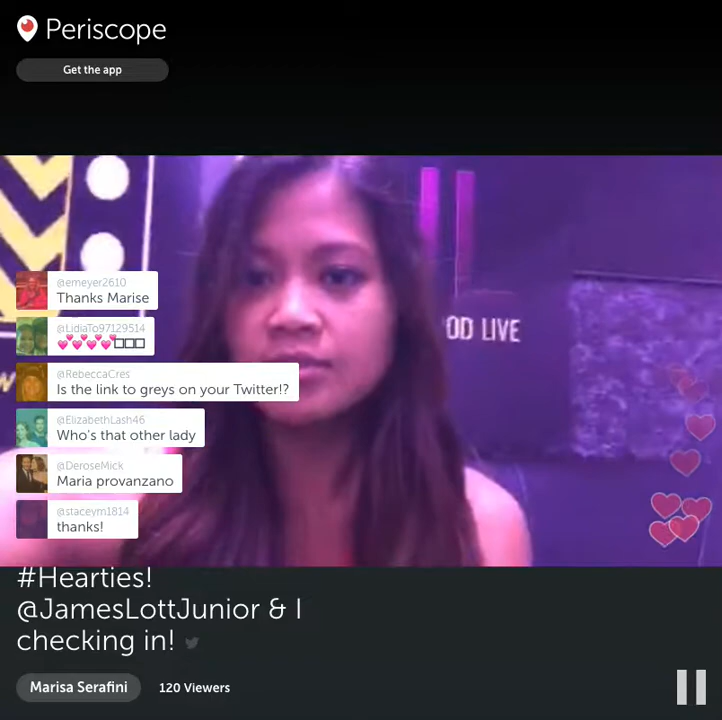 Periscope
Get the app
OD LIVE
@emeyer2610
Thanks Marise
@LidiaTo97129514
💕💕💕💕□□□
@RebeccaCres
Is the link to greys on your Twitter!?
@ElizabethLash46
Who's that other lady
@DeroseMick
Maria provanzano
@staceym1814
thanks!
#Hearties!
@JamesLottJunior & I
checking in!
Marisa Serafini
120 Viewers